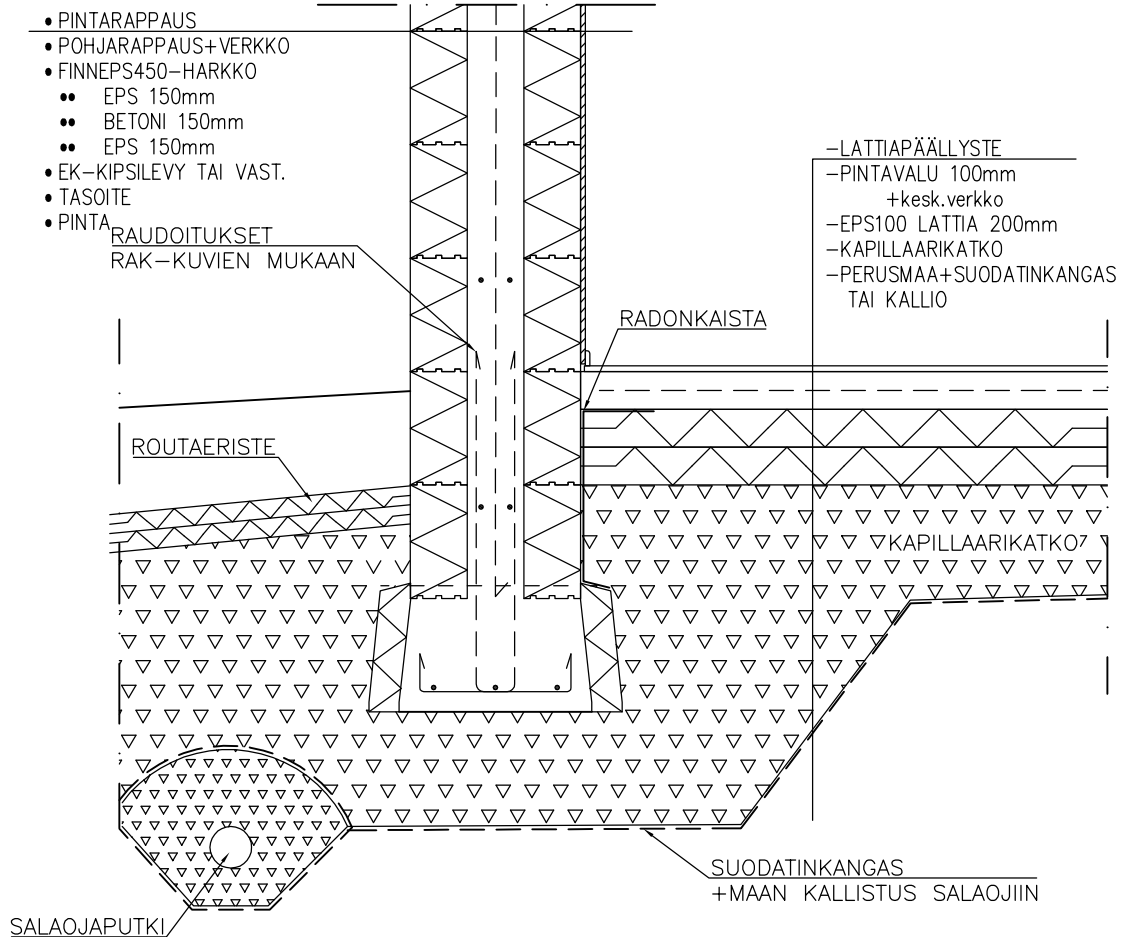 • PINTARAPPAUS
• POHJARAPPAUS+VERKKO
• FINNEPS450-HARKKO
•• EPS 150mm
•• BETONI 150mm
•• EPS 150mm
• EK-KIPSILEVY TAI VAST.
• TASOITE
• PINTA
RAUDOITUKSET
RAK-KUVIEN MUKAAN
-LATTIAPÄÄLLYSTE
-PINTAVALU 100mm
+kesk.verkko
-EPS100 LATTIA 200mm
-KAPILLAARIKATKO
-PERUSMAA+SUODATINKANGAS
TAI KALLIO
RADONKAISTA
ROUTAERISTE
KAPILLAARIKATKO
SUODATINKANGAS
+MAAN KALLISTUS SALAOJIIN
SALAOJAPUTKI